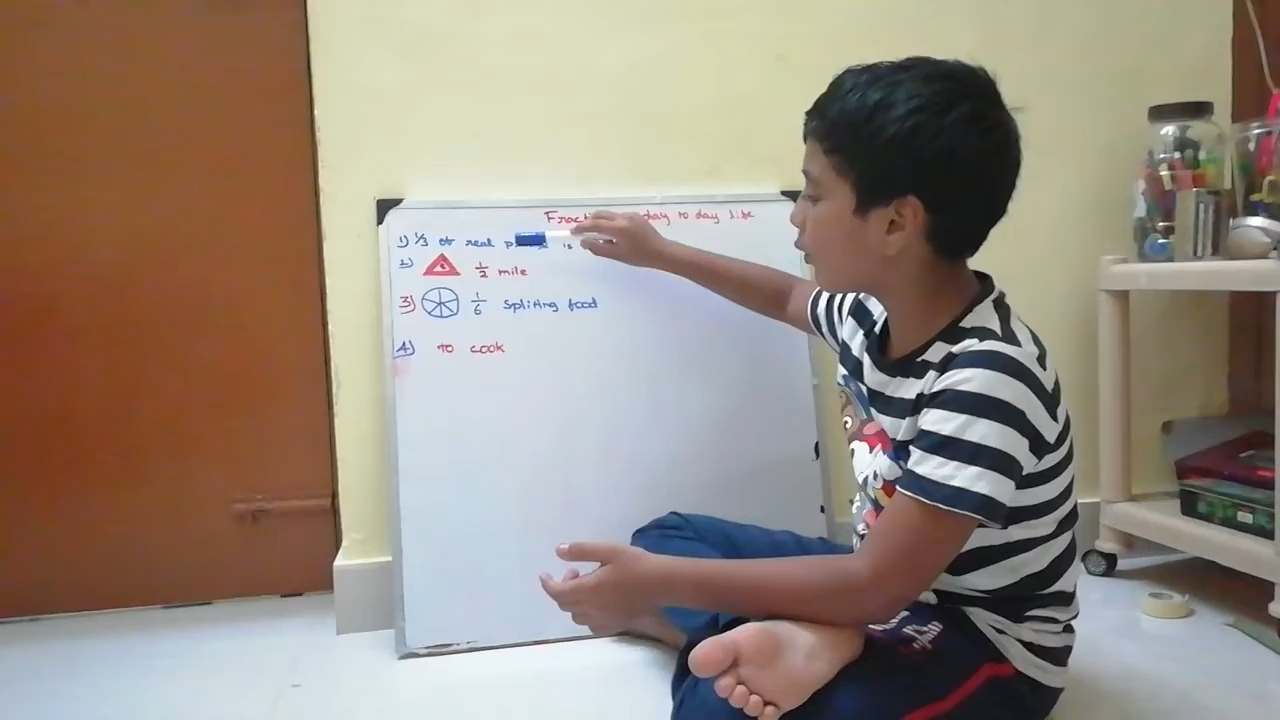 day to day life
1) 1/3 of real is
2) 1/2 mile
3) 1/6 Spliting food
4) to cook